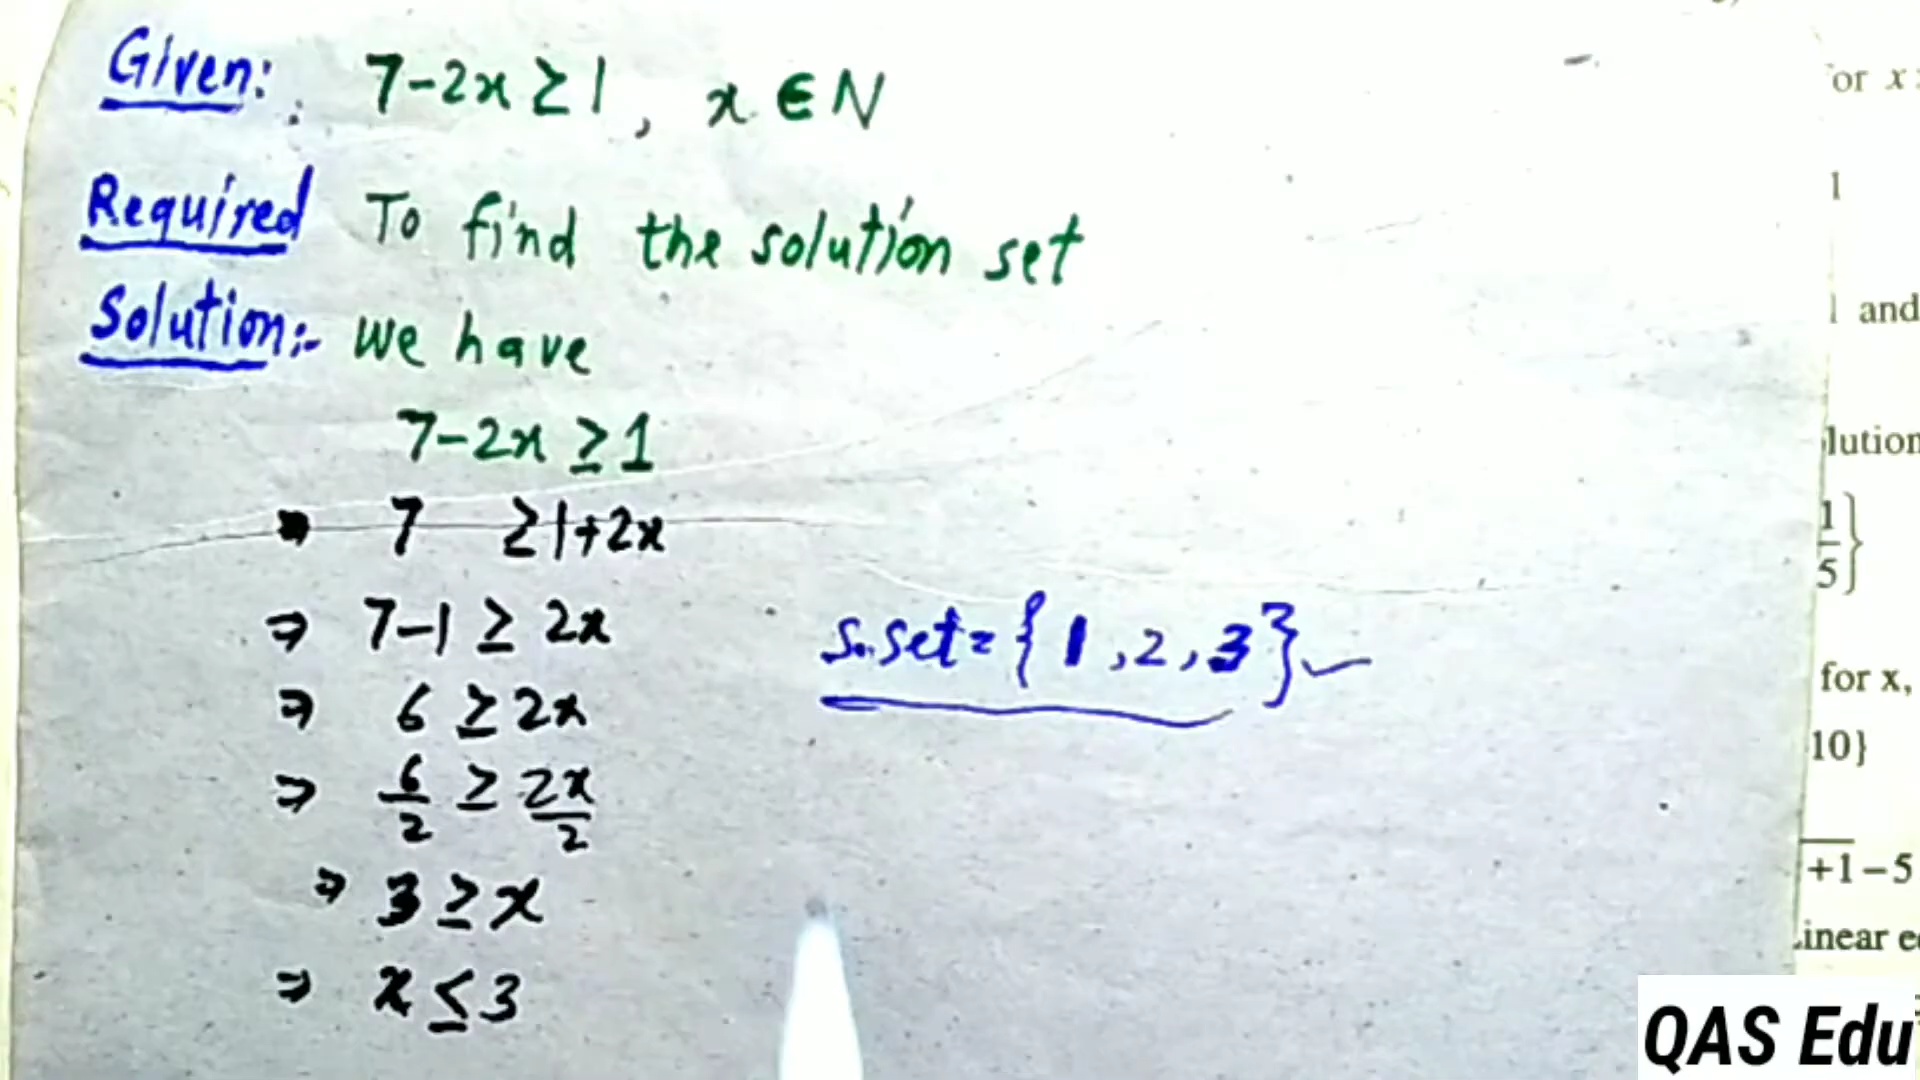 Given: 7-2x ≥ 1, x ∈ N
Required To find the solution set
Solution:- we have
7-2x ≥ 1
⇒ 7 ≥ 1+2x
⇒ 7-1 ≥ 2x
⇒ 6 ≥ 2x
⇒ 6/2 ≥ 2x/2
⇒ 3 ≥ x
⇒ x ≤ 3
S.set = {1, 2, 3} ✓
or x
1
1 and
lution
1/5}
for x,
10}
+1-5
inear e
QAS Edu